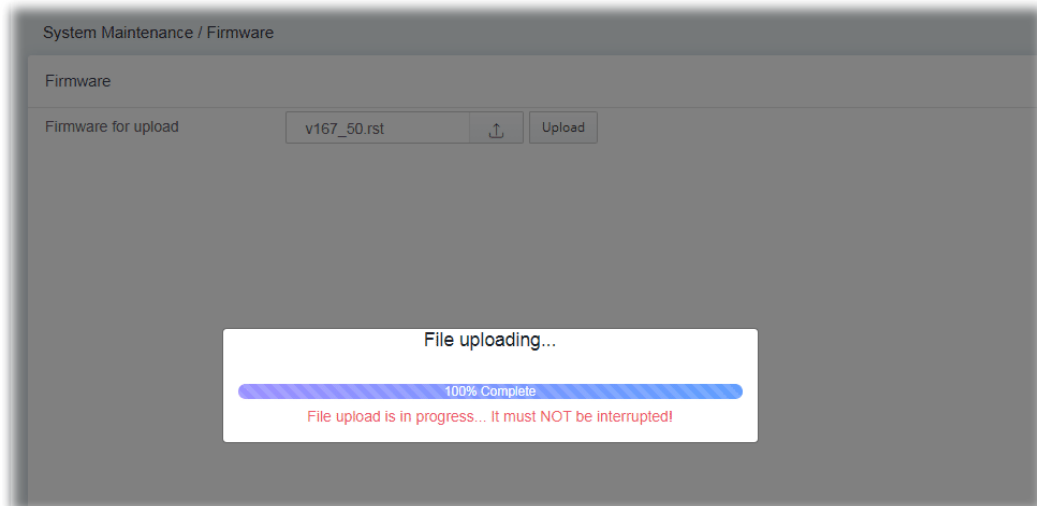 System Maintenance / Firmware
Firmware
Firmware for upload v167_50.rst Upload
File uploading...
100% Complete
File upload is in progress... It must NOT be interrupted!